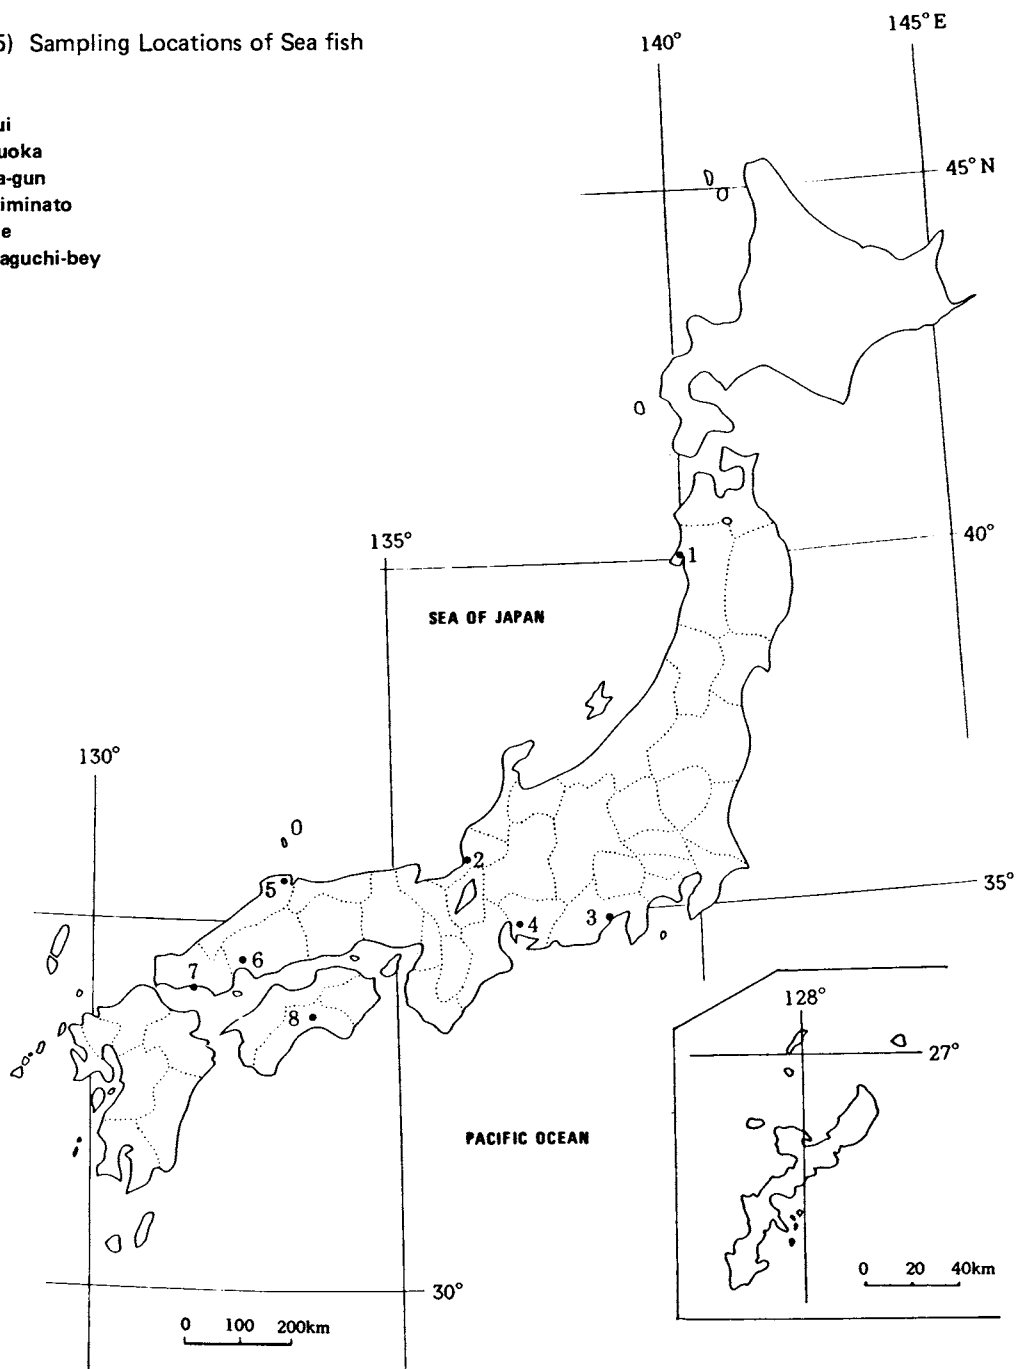 5) Sampling Locations of Sea fish
ui
uoka
a-gun
iminato
e
aguchi-bey
140°
145° E
45° N
40°
1
135°
SEA OF JAPAN
130°
2
35°
5
4
3
6
7
8
128°
27°
PACIFIC OCEAN
30°
0 20 40km
0 100 200km